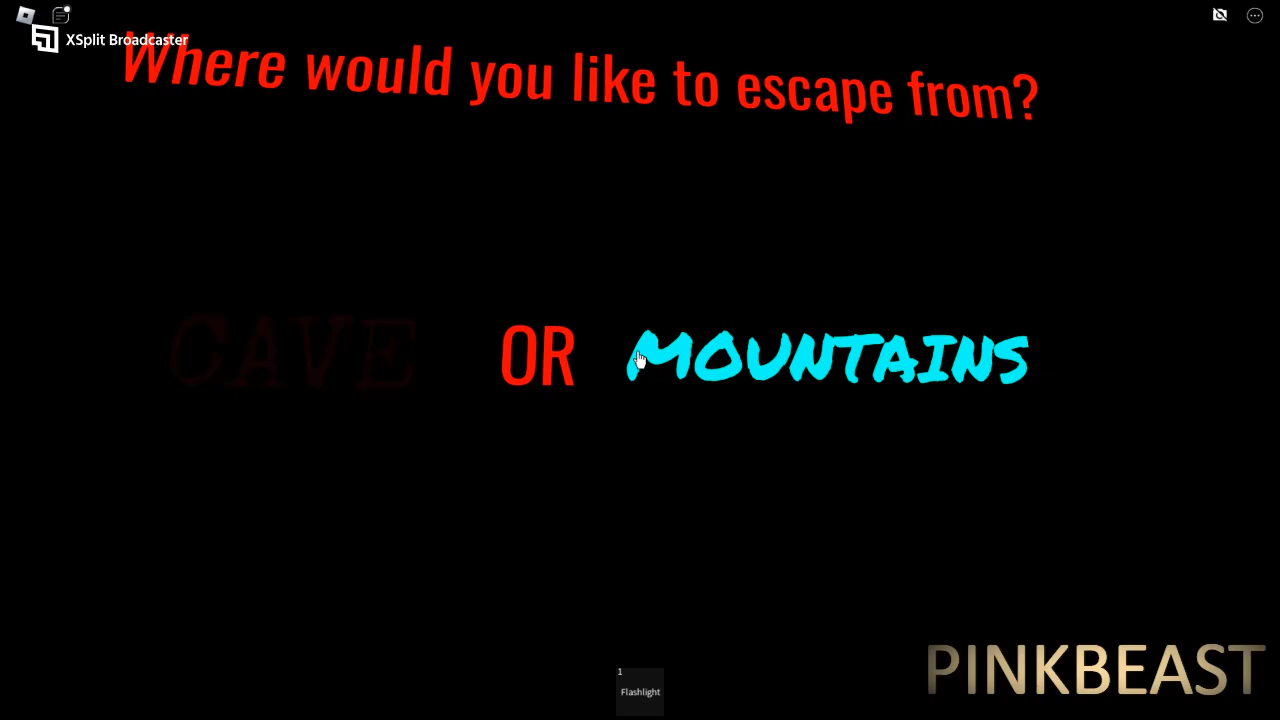 XSplit Broadcaster
Where would you like to escape from?
CAVE OR MOUNTAINS
1
Flashlight
PINKBEAST